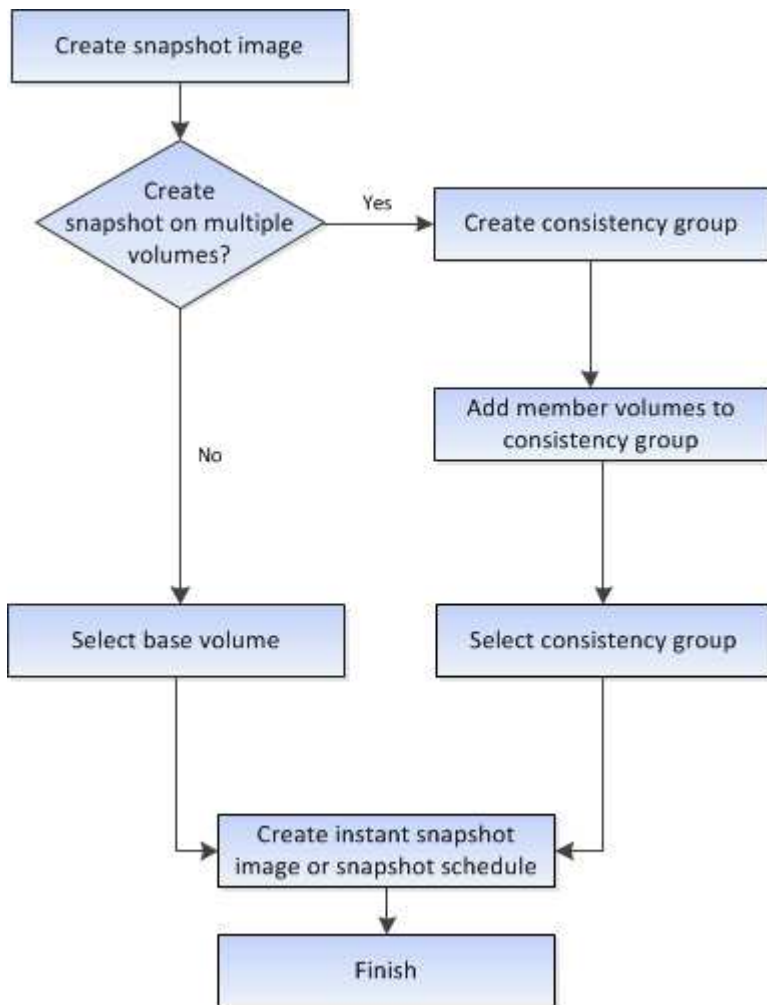 Create snapshot image
Create
snapshot on multiple
volumes?
Yes
Create consistency group
Add member volumes to
consistency group
No
Select base volume
Select consistency group
Create instant snapshot
image or snapshot schedule
Finish